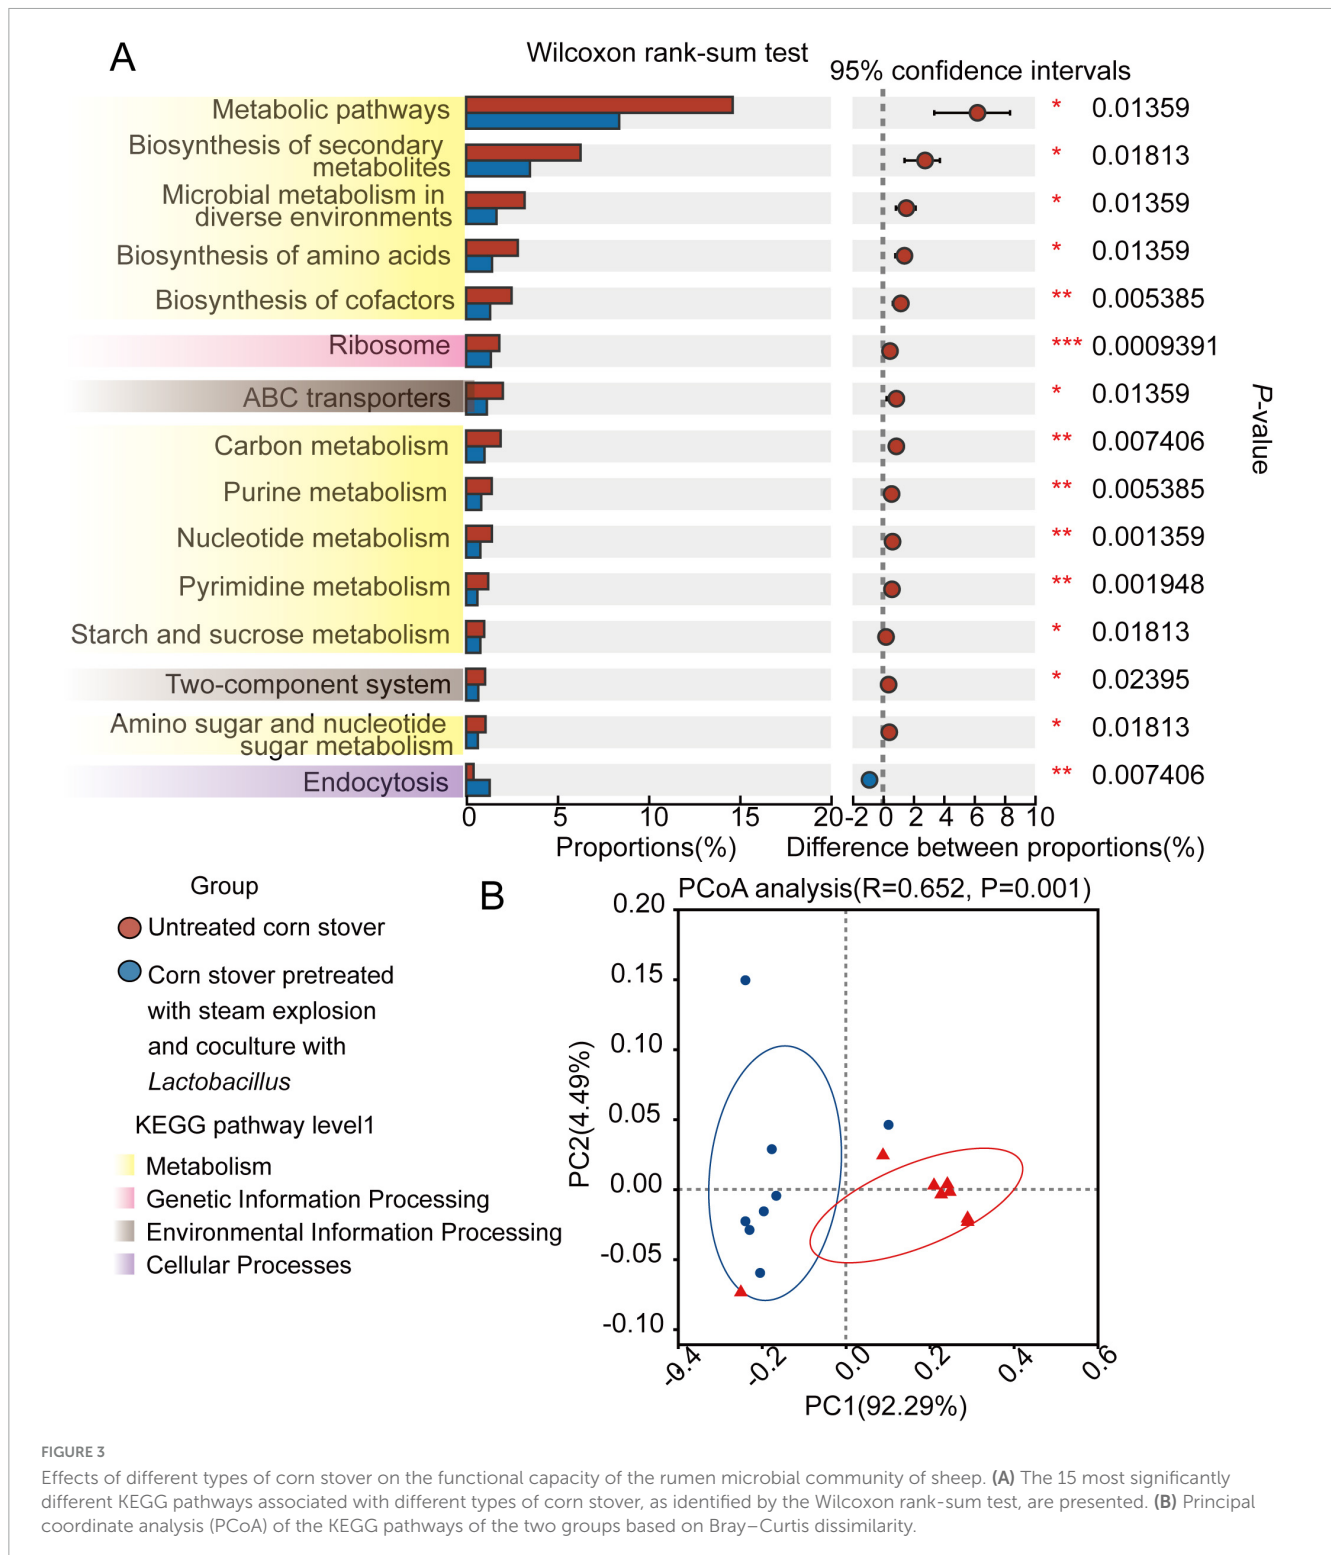 A
Wilcoxon rank-sum test
95% confidence intervals
Metabolic pathways
* 0.01359
Biosynthesis of secondary
metabolites
* 0.01813
Microbial metabolism in
diverse environments
* 0.01359
Biosynthesis of amino acids
* 0.01359
Biosynthesis of cofactors
** 0.005385
Ribosome
*** 0.0009391
ABC transporters
* 0.01359
Carbon metabolism
** 0.007406
Purine metabolism
** 0.005385
Nucleotide metabolism
** 0.001359
Pyrimidine metabolism
** 0.001948
Starch and sucrose metabolism
* 0.01813
Two-component system
* 0.02395
Amino sugar and nucleotide
sugar metabolism
* 0.01813
Endocytosis
** 0.007406
P-value
0 5 10 15 20
-2 0 2 4 6 8 10
Proportions(%)
Difference between proportions(%)
Group
Untreated corn stover
Corn stover pretreated
with steam explosion
and coculture with
Lactobacillus
KEGG pathway level1
Metabolism
Genetic Information Processing
Environmental Information Processing
Cellular Processes
B
PCoA analysis(R=0.652, P=0.001)
0.20
0.15
0.10
0.05
0.00
-0.05
-0.10
PC2(4.49%)
-0.4 -0.2 0.0 0.2 0.4 0.6
PC1(92.29%)
FIGURE 3
Effects of different types of corn stover on the functional capacity of the rumen microbial community of sheep. (A) The 15 most significantly
different KEGG pathways associated with different types of corn stover, as identified by the Wilcoxon rank-sum test, are presented. (B) Principal
coordinate analysis (PCoA) of the KEGG pathways of the two groups based on Bray–Curtis dissimilarity.